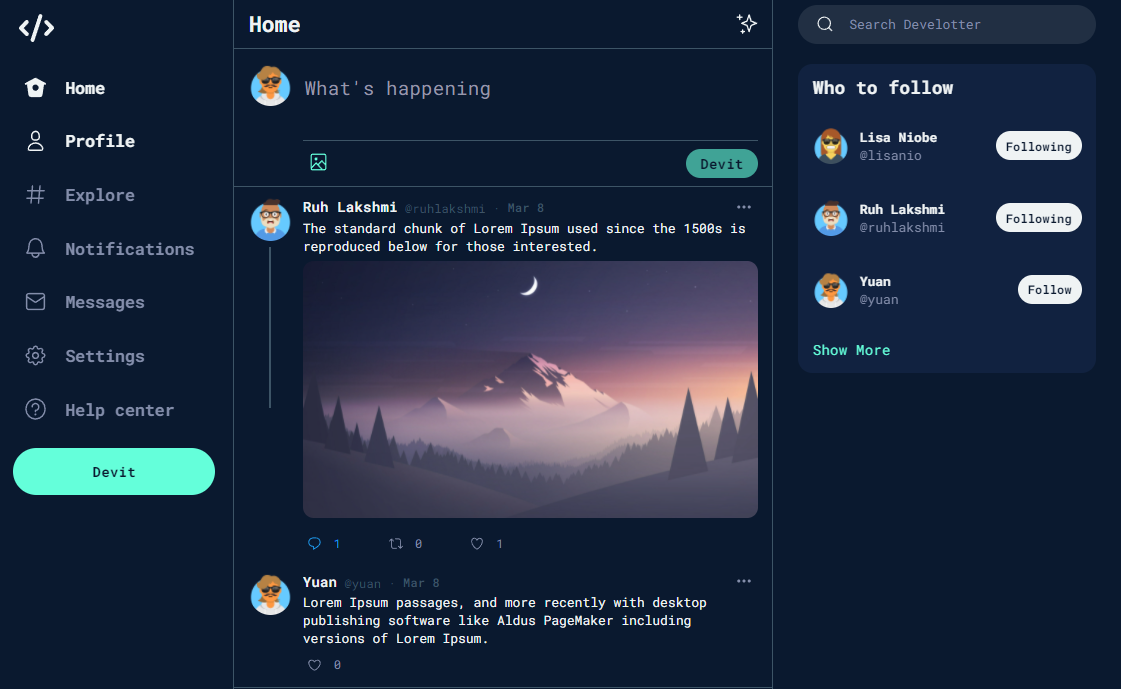 </>
Home
Profile
Explore
Notifications
Messages
Settings
Help center
Devit
Home
What's happening
Devit
Ruh Lakshmi @ruhlakshmi · Mar 8
The standard chunk of Lorem Ipsum used since the 1500s is
reproduced below for those interested.
1 0 1
Yuan @yuan · Mar 8
Lorem Ipsum passages, and more recently with desktop
publishing software like Aldus PageMaker including
versions of Lorem Ipsum.
0
Search Develotter
Who to follow
Lisa Niobe
@lisanio
Following
Ruh Lakshmi
@ruhlakshmi
Following
Yuan
@yuan
Follow
Show More